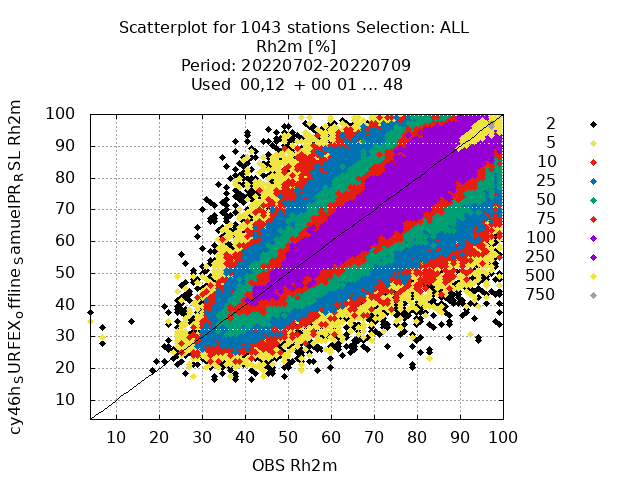 Scatterplot for 1043 stations Selection: ALL
Rh2m [%]
Period: 20220702-20220709
Used 00,12 + 00 01 ... 48
cy46h_sURFEX_offline_samuelPR_RSL Rh2m
100
90
80
70
60
50
40
30
20
10
10 20 30 40 50 60 70 80 90 100
OBS Rh2m
2
5
10
25
50
75
100
250
500
750